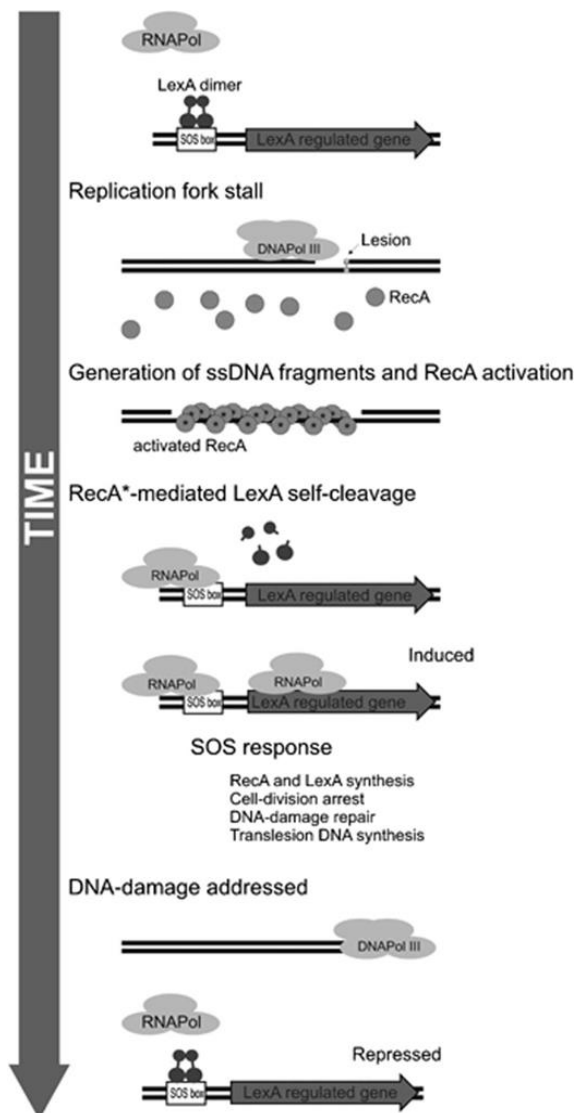 RNAPol
LexA dimer
SOS box
LexA regulated gene
Replication fork stall
DNAPol III
Lesion
RecA
Generation of ssDNA fragments and RecA activation
activated RecA
TIME
RecA*-mediated LexA self-cleavage
RNAPol
SOS box
LexA regulated gene
Induced
RNAPol
RNAPol
SOS box
LexA regulated gene
SOS response
RecA and LexA synthesis
Cell-division arrest
DNA-damage repair
Translesion DNA synthesis
DNA-damage addressed
DNAPol III
RNAPol
Repressed
SOS box
LexA regulated gene